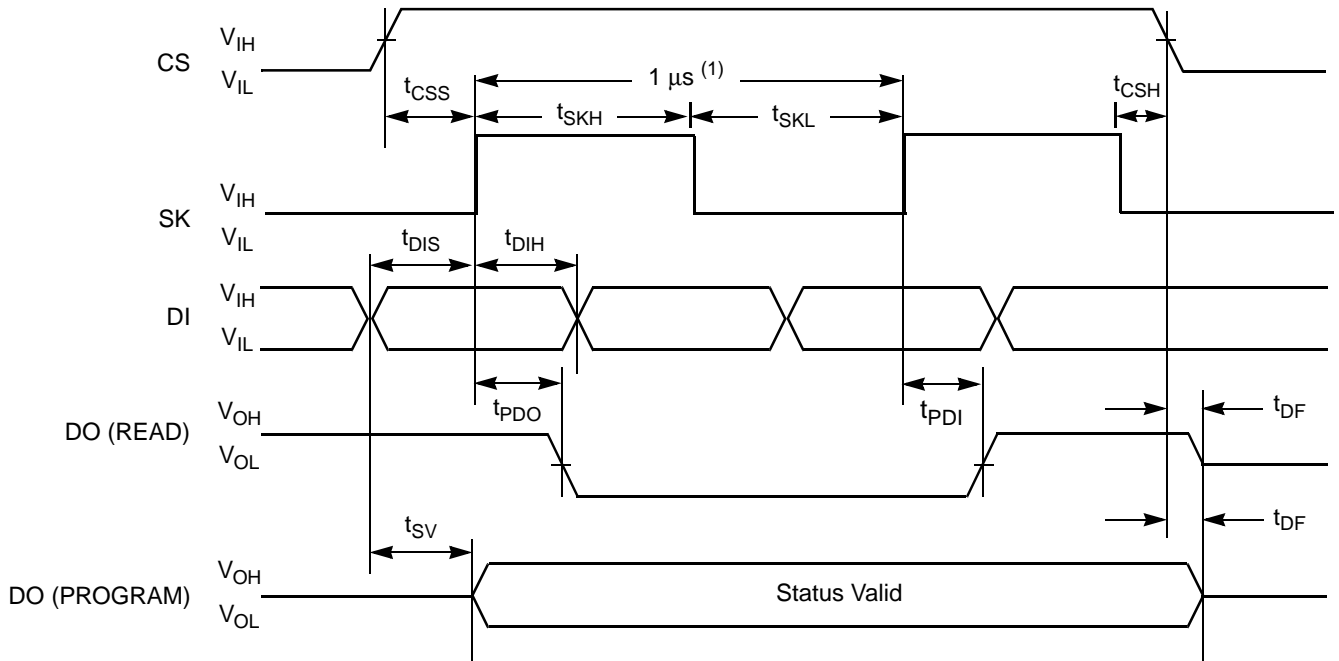 CS
V_IH
V_IL
t_CSS
1 μs (1)
t_CSH
t_SKH
t_SKL
SK
V_IH
V_IL
t_DIS
t_DIH
DI
V_IH
V_IL
DO (READ)
V_OH
V_OL
t_PDO
t_PDI
t_DF
t_SV
t_DF
DO (PROGRAM)
V_OH
V_OL
Status Valid